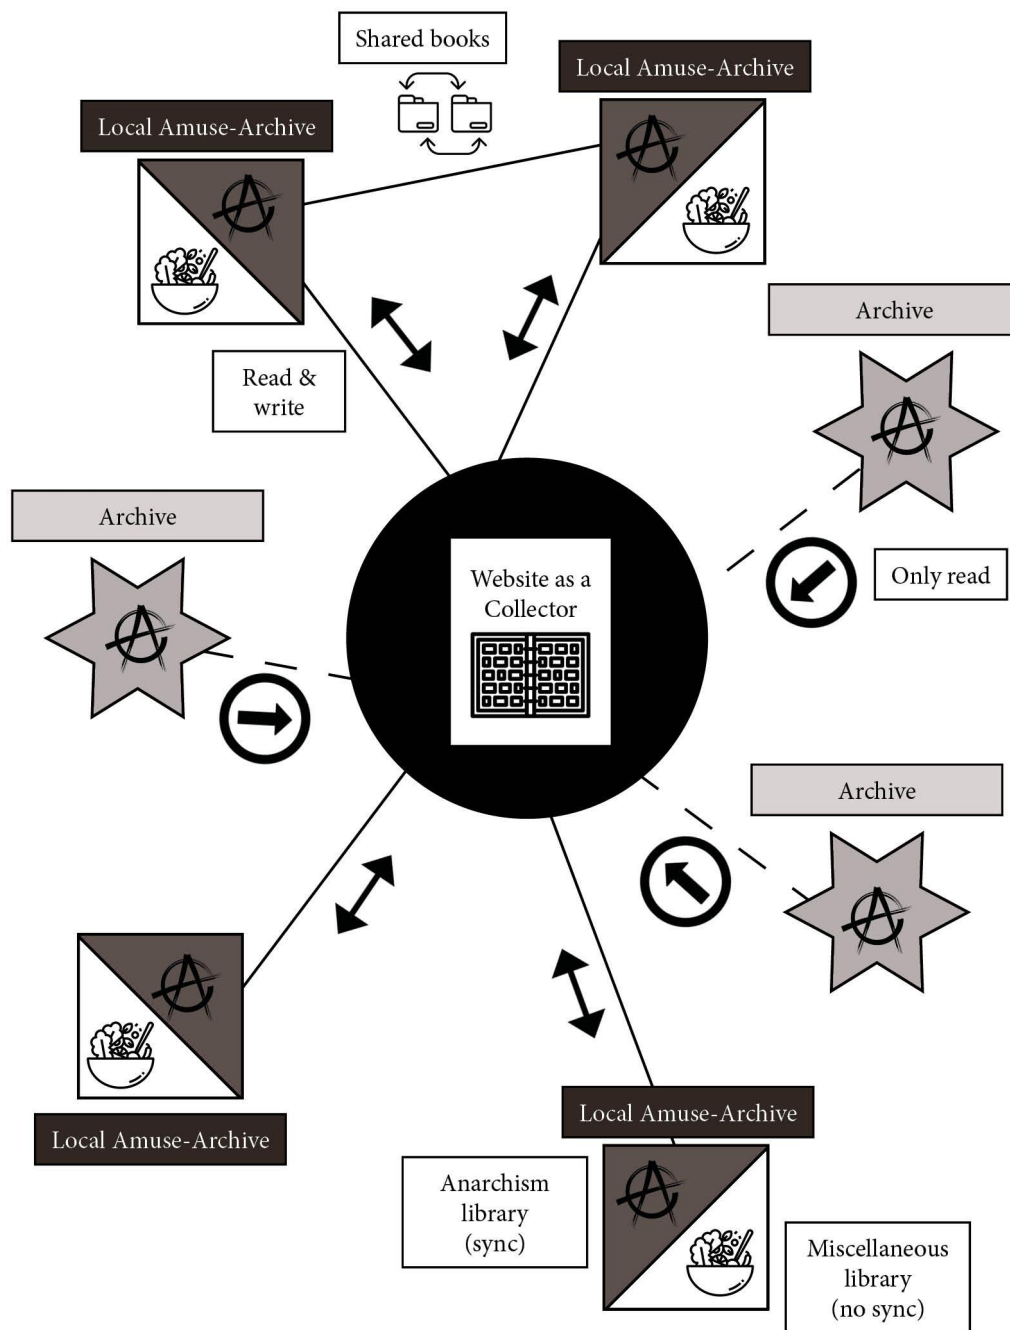 Shared books
Local Amuse-Archive
Local Amuse-Archive
Archive
Read &
write
Archive
Website as a
Collector
Only read
Archive
Local Amuse-Archive
Local Amuse-Archive
Anarchism
library
(sync)
Miscellaneous
library
(no sync)